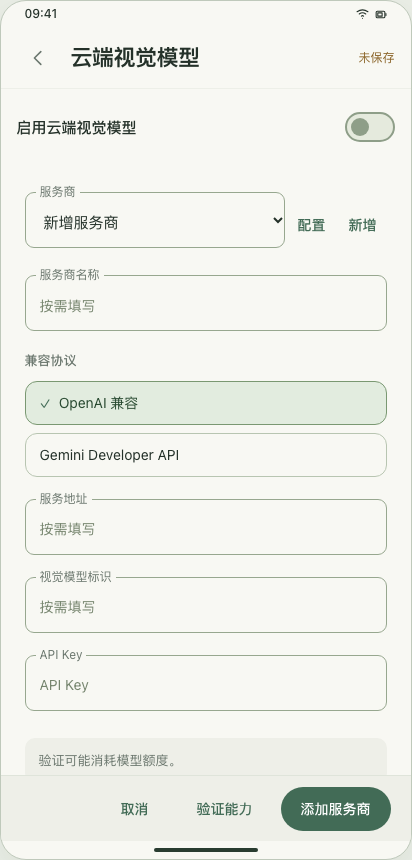 09:41
云端视觉模型
未保存
启用云端视觉模型
服务商
新增服务商
配置
新增
服务商名称
按需填写
兼容协议
✓ OpenAI 兼容
Gemini Developer API
服务地址
按需填写
视觉模型标识
按需填写
API Key
API Key
验证可能消耗模型额度。
取消
验证能力
添加服务商